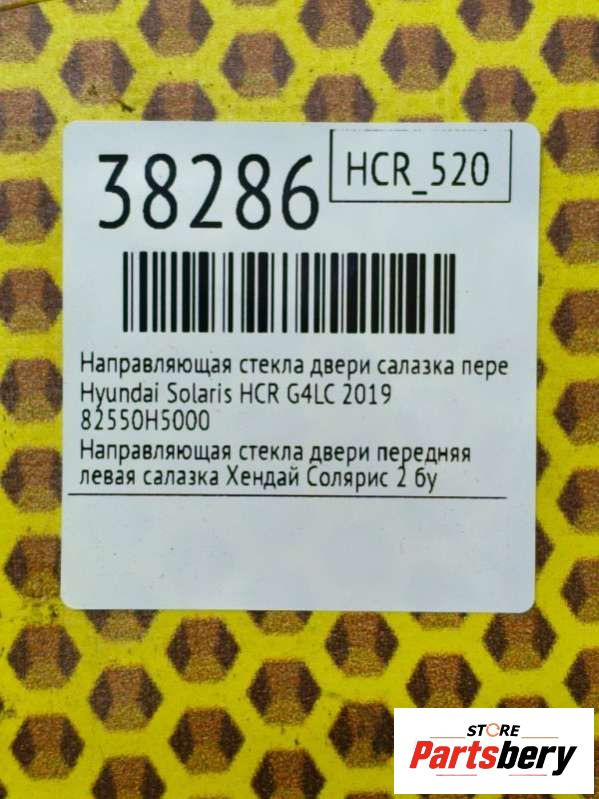 38286
HCR_520
Направляющая стекла двери салазка пере
Hyundai Solaris HCR G4LC 2019
82550H5000
Направляющая стекла двери передняя
левая салазка Хендай Солярис 2 бу
STORE
Partsbery